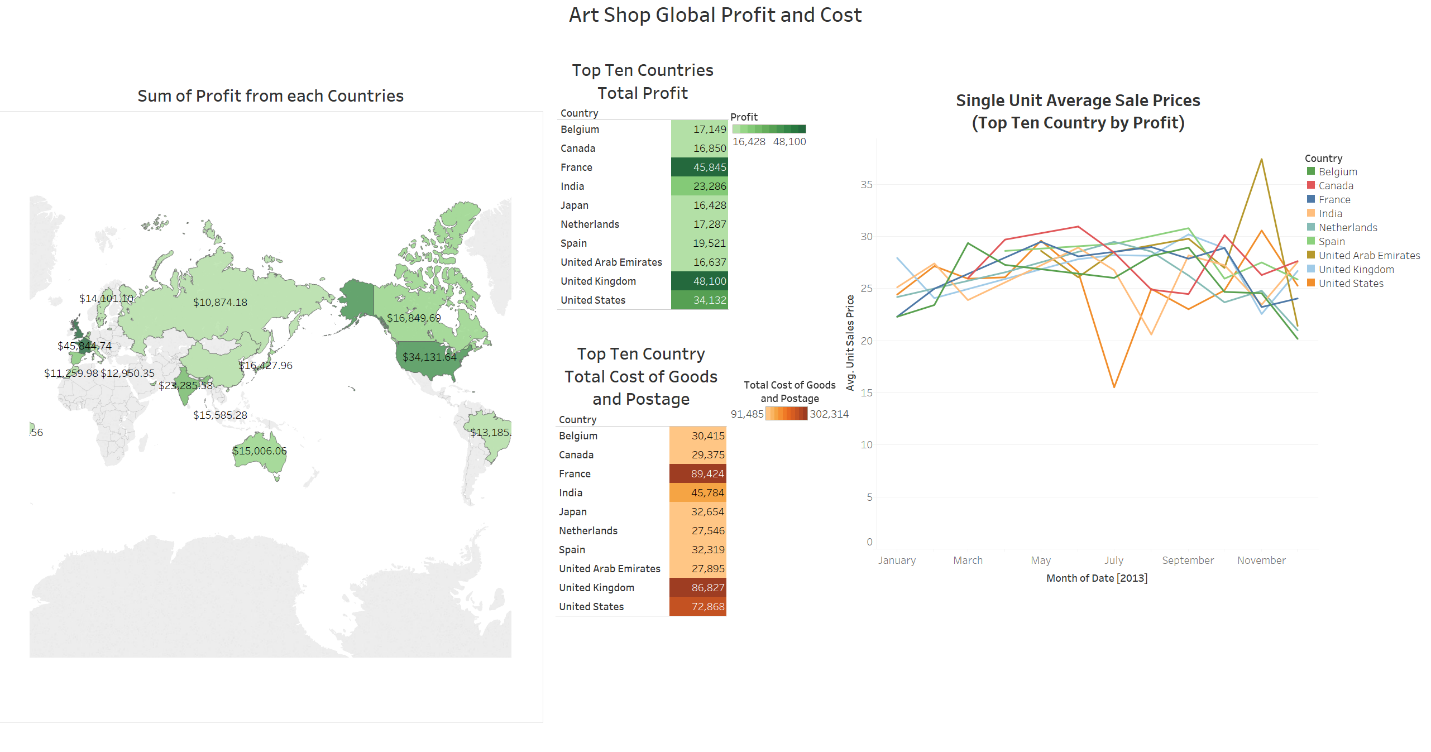 Art Shop Global Profit and Cost
Sum of Profit from each Countries
$14,101.10
$10,874.18
$16,849.69
$45,844.74
$34,131.64
$16,427.96
$11,259.98
$12,950.35
$23,285.58
$15,585.28
56
$13,185.
$15,006.06
Top Ten Countries
Total Profit
Country
Belgium 17,149
Canada 16,850
France 45,845
India 23,286
Japan 16,428
Netherlands 17,287
Spain 19,521
United Arab Emirates 16,637
United Kingdom 48,100
United States 34,132
Profit
16,428 48,100
Top Ten Country
Total Cost of Goods
and Postage
Country
Belgium 30,415
Canada 29,375
France 89,424
India 45,784
Japan 32,654
Netherlands 27,546
Spain 32,319
United Arab Emirates 27,895
United Kingdom 86,827
United States 72,868
Total Cost of Goods
and Postage
91,485 302,314
Single Unit Average Sale Prices
(Top Ten Country by Profit)
Avg. Unit Sales Price
35
30
25
20
15
10
5
0
January March May July September November
Month of Date [2013]
Country
Belgium
Canada
France
India
Netherlands
Spain
United Arab Emirates
United Kingdom
United States